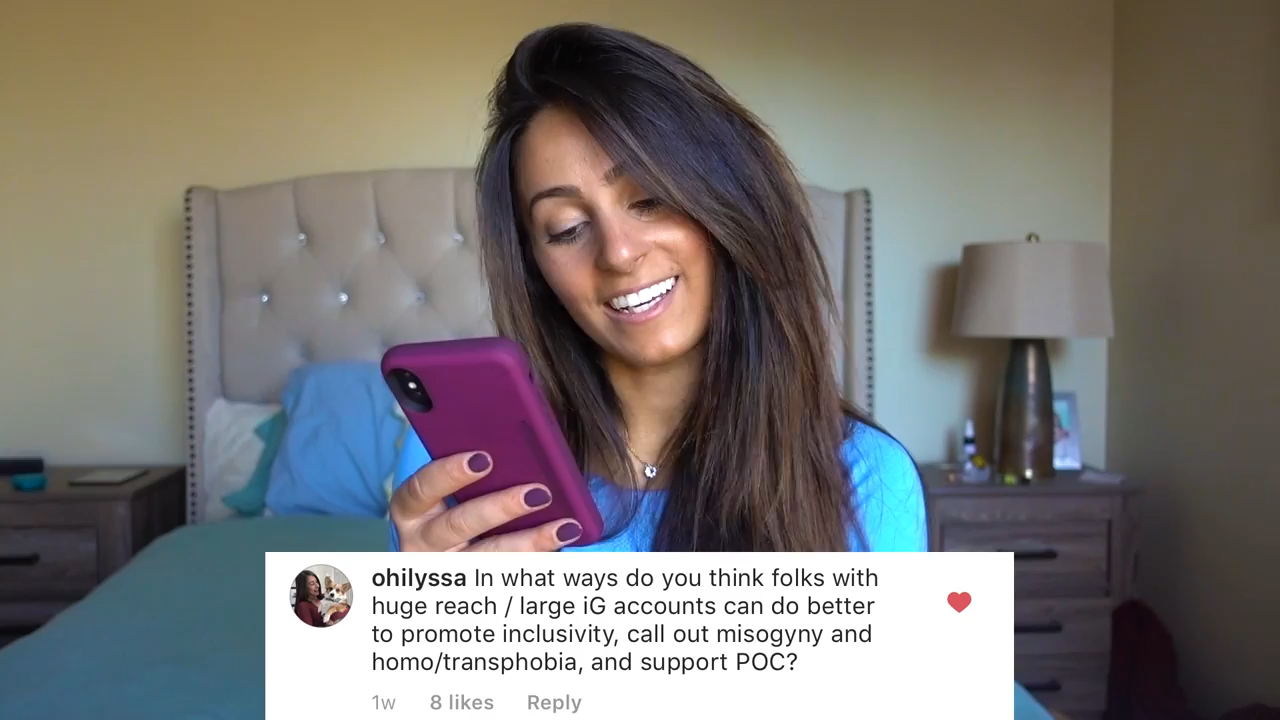 ohilyssa In what ways do you think folks with
huge reach / large iG accounts can do better
to promote inclusivity, call out misogyny and
homo/transphobia, and support POC?
1w 8 likes Reply